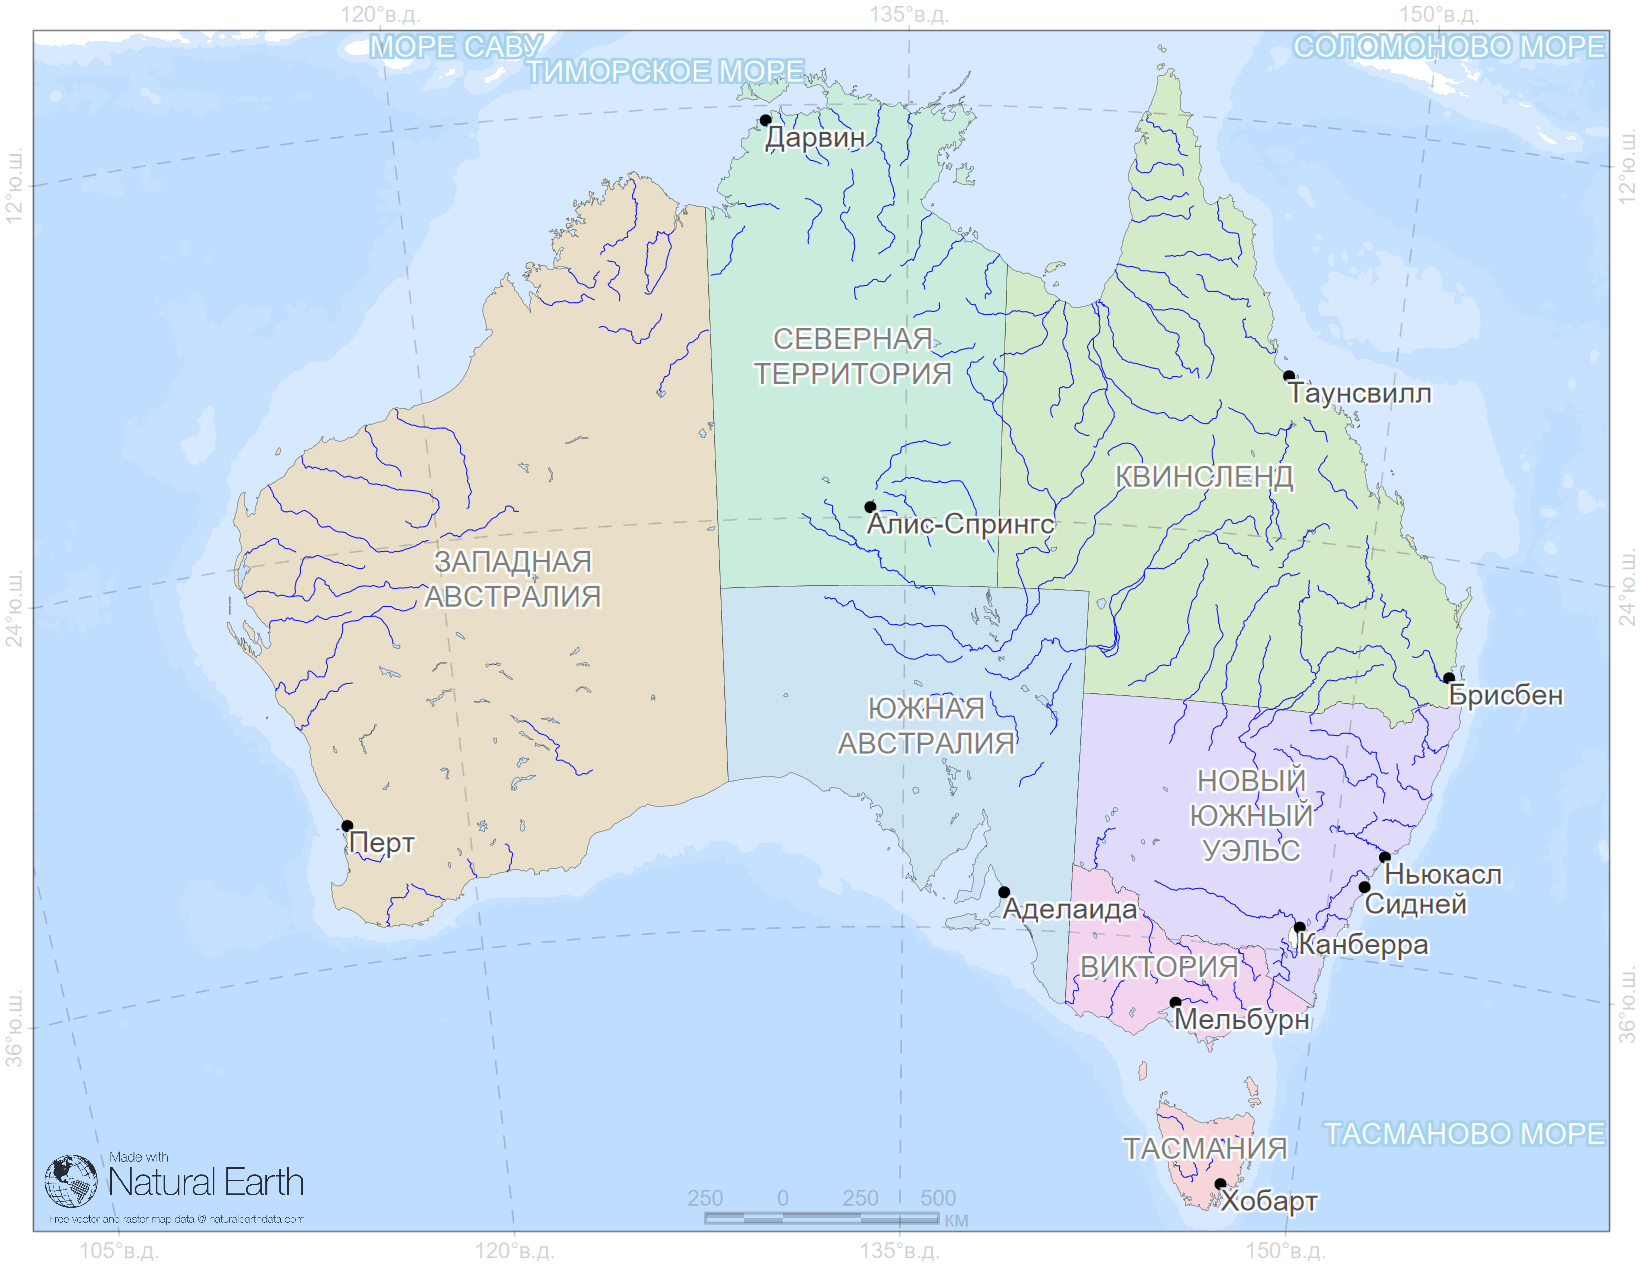 120°в.д.
135°в.д.
150°в.д.
МОРЕ САВУ
СОЛОМОНОВО МОРЕ
ТИМОРСКОЕ МОРЕ
Дарвин
12°ю.ш.
12°ю.ш.
СЕВЕРНАЯ
ТЕРРИТОРИЯ
Таунсвилл
КВИНСЛЕНД
Алис-Спрингс
ЗАПАДНАЯ
АВСТРАЛИЯ
24°ю.ш.
24°ю.ш.
Брисбен
ЮЖНАЯ
АВСТРАЛИЯ
НОВЫЙ
ЮЖНЫЙ
УЭЛЬС
Перт
Ньюкасл
Сидней
Аделаида
Канберра
ВИКТОРИЯ
Мельбурн
36°ю.ш.
36°ю.ш.
ТАСМАНОВО МОРЕ
ТАСМАНИЯ
Хобарт
Made with
Natural Earth
Free vector and raster map data @ naturalearthdata.com
250 0 250 500
КМ
105°в.д.
120°в.д.
135°в.д.
150°в.д.